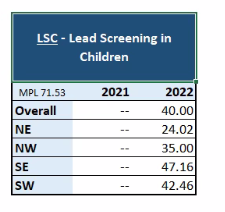 LSC - Lead Screening in
Children
MPL 71.53 2021 2022
Overall -- 40.00
NE -- 24.02
NW -- 35.00
SE -- 47.16
SW -- 42.46